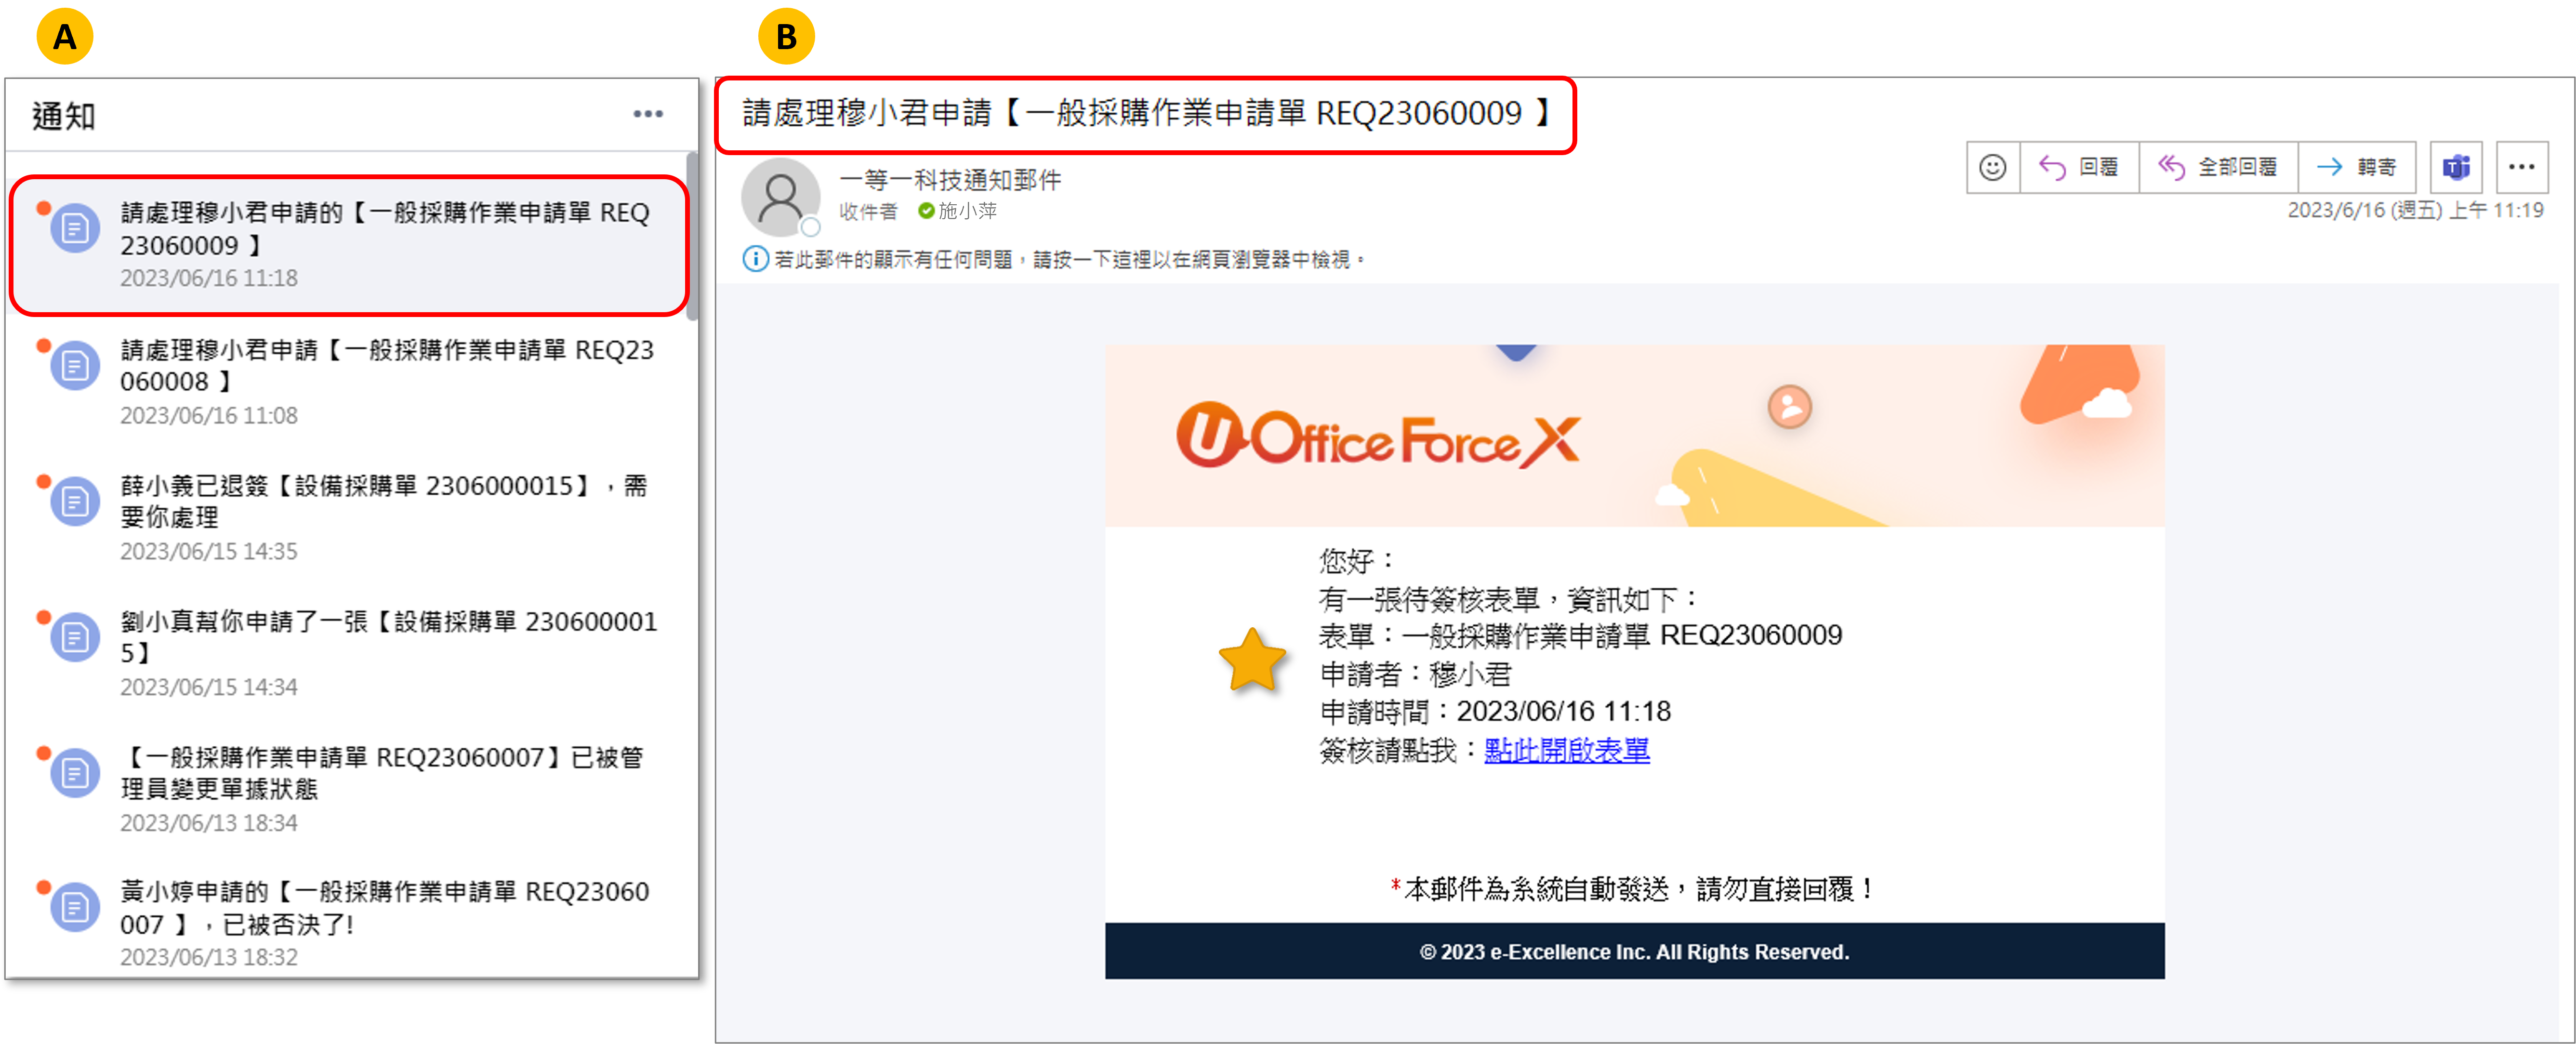 A
通知
請處理穆小君申請的【一般採購作業申請單 REQ
23060009 】
2023/06/16 11:18
請處理穆小君申請【一般採購作業申請單 REQ23
060008 】
2023/06/16 11:08
薛小義已退簽【設備採購單 2306000015】，需
要你處理
2023/06/15 14:35
劉小真幫你申請了一張【設備採購單 230600001
5】
2023/06/15 14:34
【一般採購作業申請單 REQ23060007】已被管
理員變更單據狀態
2023/06/13 18:34
黃小婷申請的【一般採購作業申請單 REQ23060
007 】，已被否決了!
2023/06/13 18:32
B
請處理穆小君申請【一般採購作業申請單 REQ23060009 】
一等一科技通知郵件
收件者 施小萍
回覆 全部回覆 轉寄
2023/6/16 (週五) 上午 11:19
若此郵件的顯示有任何問題，請按一下這裡以在網頁瀏覽器中檢視。
U-Office Force X
您好：
有一張待簽核表單，資訊如下：
表單：一般採購作業申請單 REQ23060009
申請者：穆小君
申請時間：2023/06/16 11:18
簽核請點我：點此開啟表單
*本郵件為系統自動發送，請勿直接回覆！
© 2023 e-Excellence Inc. All Rights Reserved.